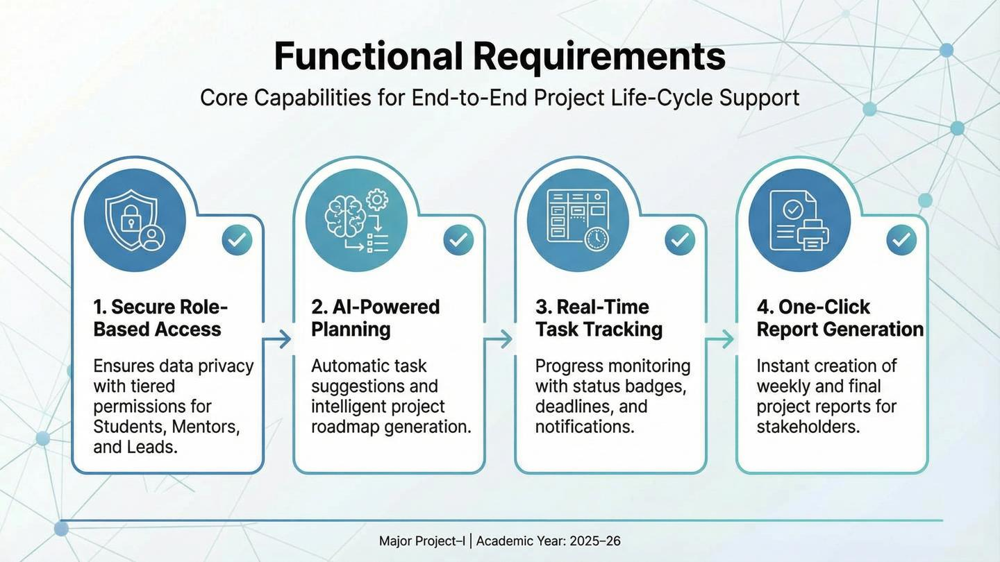 Functional Requirements
Core Capabilities for End-to-End Project Life-Cycle Support
1. Secure Role-
Based Access
Ensures data privacy
with tiered
permissions for
Students, Mentors,
and Leads.
2. AI-Powered
Planning
Automatic task
suggestions and
intelligent project
roadmap generation.
3. Real-Time
Task Tracking
Progress monitoring
with status badges,
deadlines, and
notifications.
4. One-Click
Report Generation
Instant creation of
weekly and final
project reports for
stakeholders.
Major Project–I | Academic Year: 2025–26